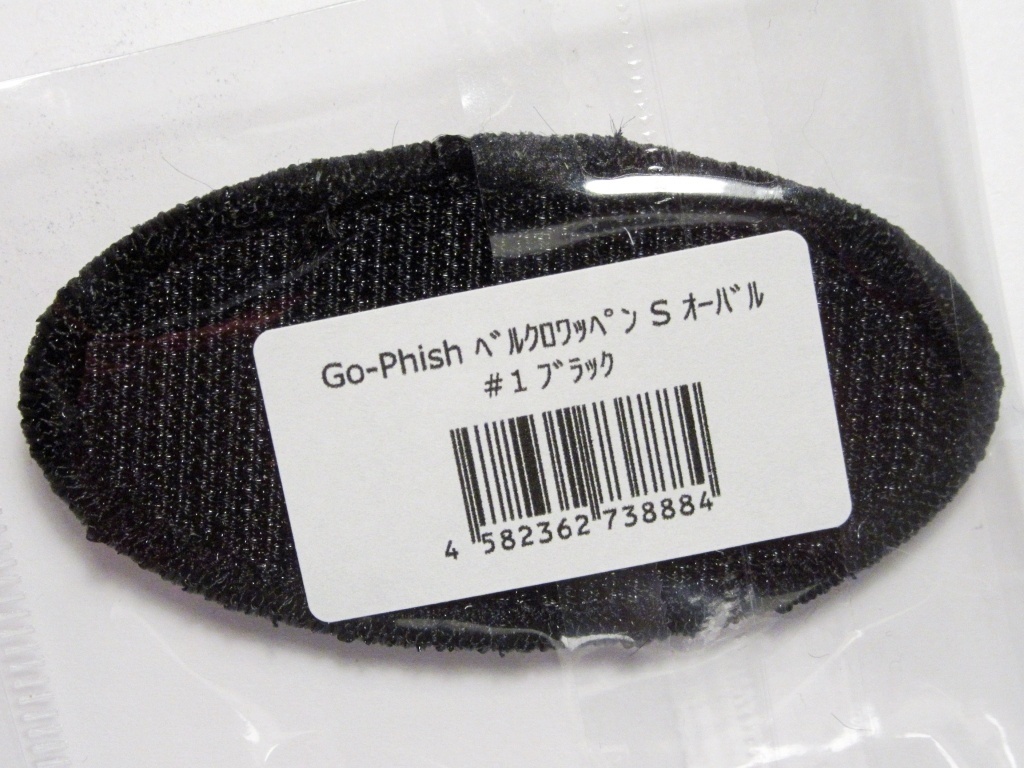 Go-Phish ﾍﾞﾙｸﾛﾜｯﾍﾟﾝ S ｵｰﾊﾞﾙ
#1 ﾌﾞﾗｯｸ
4 582362 738884